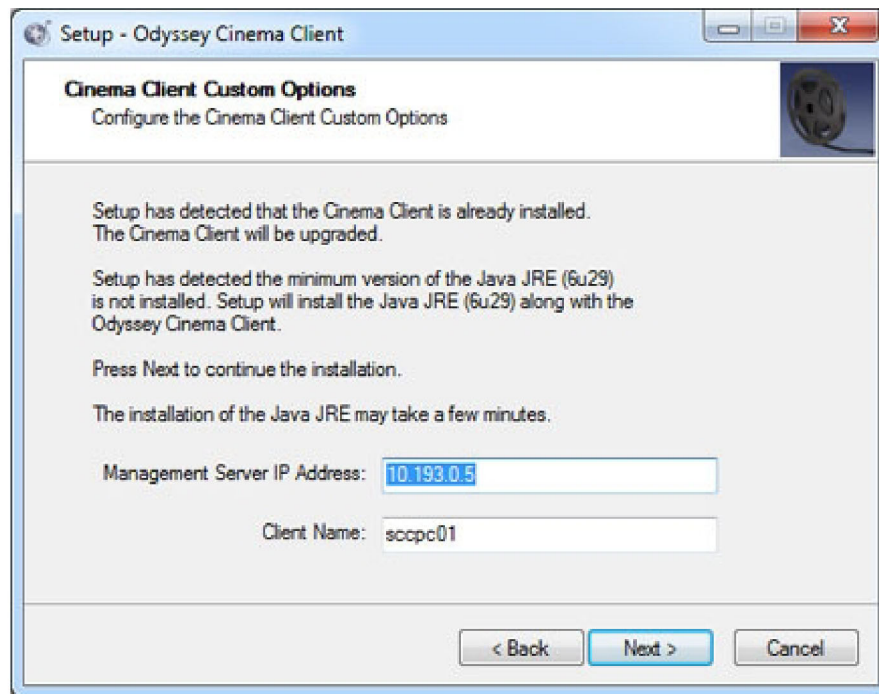 Setup - Odyssey Cinema Client
Cinema Client Custom Options
Configure the Cinema Client Custom Options
Setup has detected that the Cinema Client is already installed.
The Cinema Client will be upgraded.
Setup has detected the minimum version of the Java JRE (6u29)
is not installed. Setup will install the Java JRE (6u29) along with the
Odyssey Cinema Client.
Press Next to continue the installation.
The installation of the Java JRE may take a few minutes.
Management Server IP Address: 10.193.0.5
Client Name: sccpc01
< Back Next > Cancel